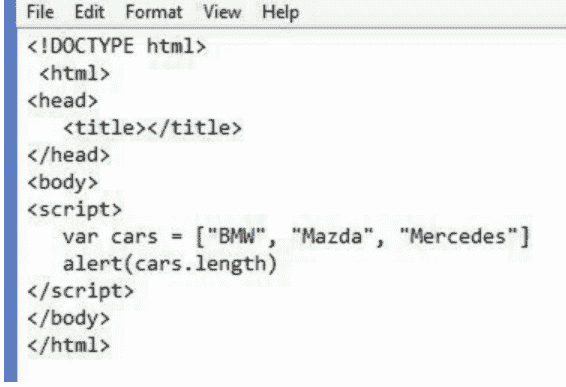 File Edit Format View Help
<!DOCTYPE html>
<html>
<head>
<title></title>
</head>
<body>
<script>
var cars = ["BMW", "Mazda", "Mercedes"]
alert(cars.length)
</script>
</body>
</html>